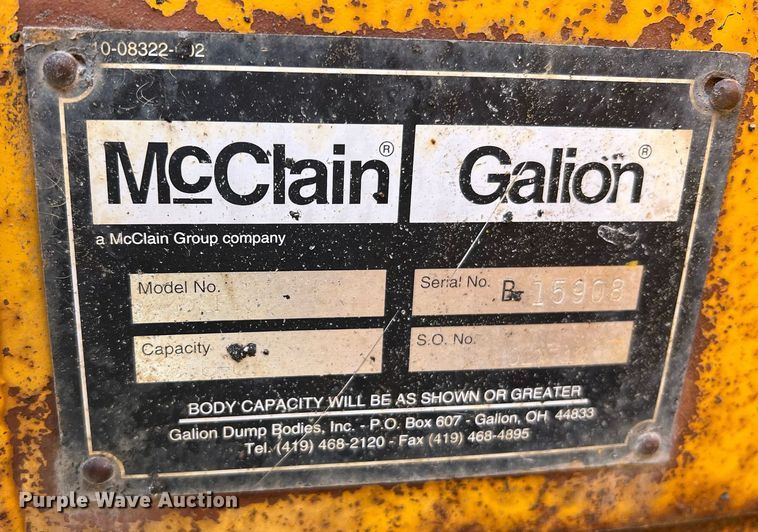 McClain® Galion®
a McClain Group company
Model No.
Serial No. B 15908
Capacity
S.O. No.
BODY CAPACITY WILL BE AS SHOWN OR GREATER
Galion Dump Bodies, Inc. - P.O. Box 607 - Galion, OH 44833
Tel. (419) 468-2120 - Fax (419) 468-4895
Purple Wave Auction